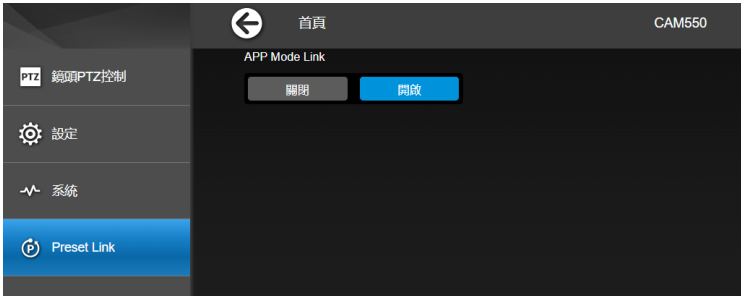 首頁
CAM550
PTZ 鏡頭PTZ控制
設定
系統
P Preset Link
APP Mode Link
關閉
開啟